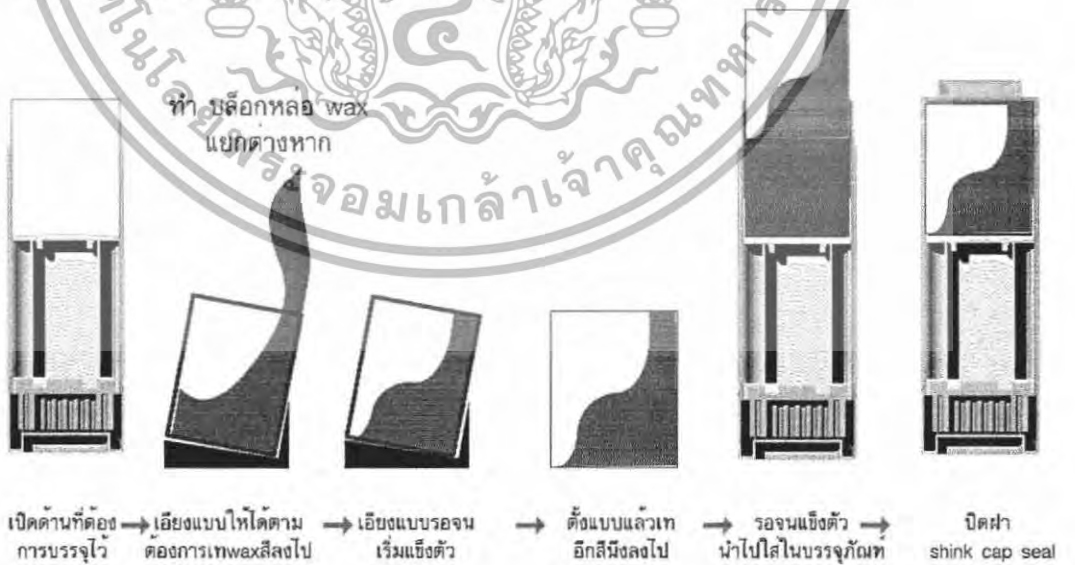 ทำ บล็อกหล่อ wax
แยกต่างหาก
พระจอมเกล้าเจ้าคุณทหาร
เปิดด้านที่ต้อง
การบรรจุไว้
→ เอียงแบบให้ได้ตาม
ต้องการเทwaxสีลงไป
→ เอียงแบบรอจน
เริ่มแข็งตัว
→ ตั้งแบบแล้วเท
อีกสีนึงลงไป
→ รอจนแข็งตัว
นำไปใส่ในบรรจุภัณฑ์
→ ปิดฝา
shink cap seal